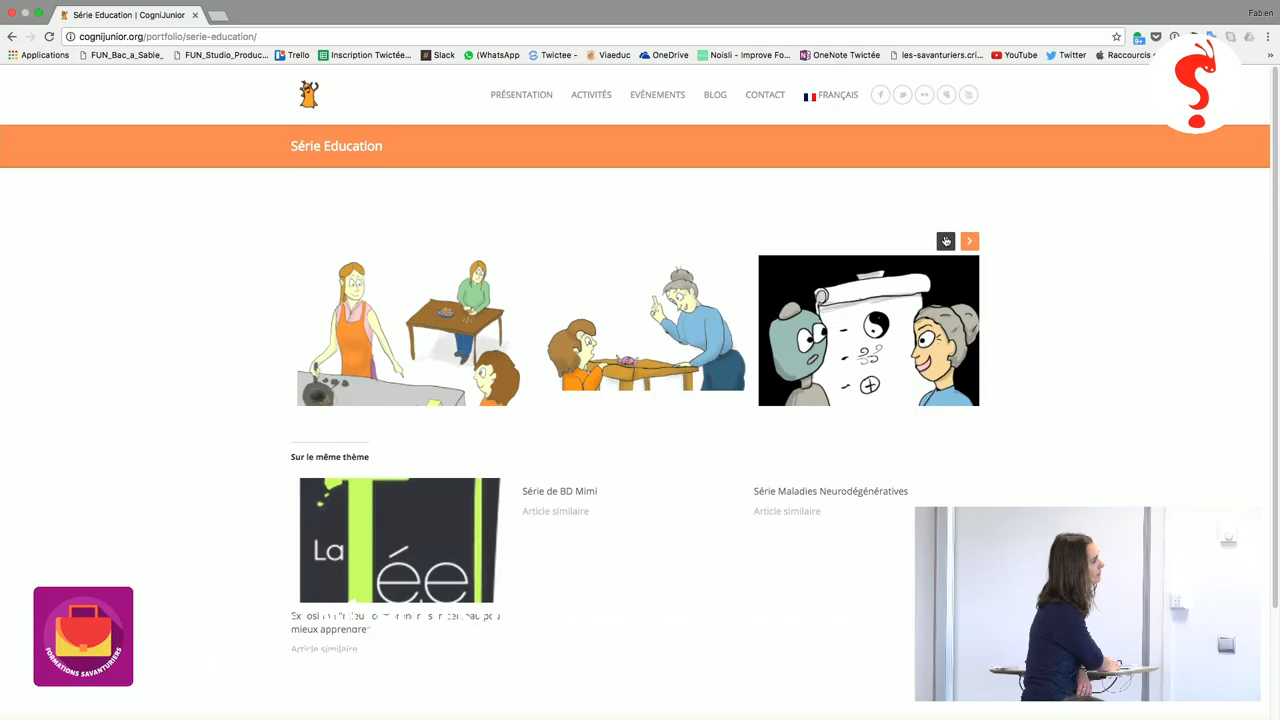 Série Education | CogniJunior
Fabien
cognijunior.org/portfolio/serie-education/
Applications FUN_Bac_a_Sable_ FUN_Studio_Produc... Trello Inscription Twictée... Slack (WhatsApp Twictee - Viaeduc OneDrive Noisli - Improve Fo... OneNote Twictée les-savanturiers.cri... YouTube Twitter Raccourcis
PRÉSENTATION ACTIVITÉS EVÉNEMENTS BLOG CONTACT FRANÇAIS
Série Education
Sur le même thème
La
ée
Série de BD Mimi
Article similaire
Série Maladies Neurodégénératives
Article similaire
mieux apprendre"
Article similaire
FORMATIONS SAVANTURIERS